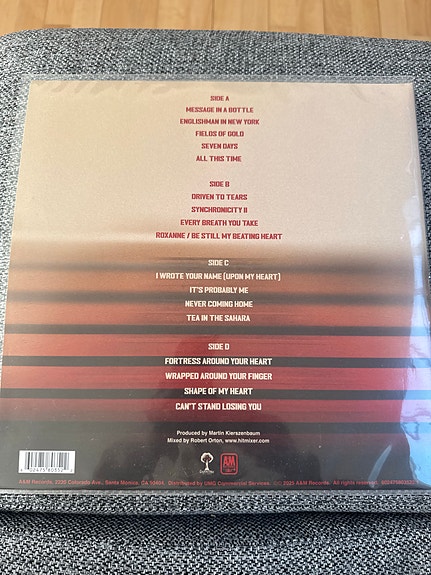 SIDE A
MESSAGE IN A BOTTLE
ENGLISHMAN IN NEW YORK
FIELDS OF GOLD
SEVEN DAYS
ALL THIS TIME
SIDE B
DRIVEN TO TEARS
SYNCHRONICITY II
EVERY BREATH YOU TAKE
ROXANNE / BE STILL MY BEATING HEART
SIDE C
I WROTE YOUR NAME (UPON MY HEART)
IT'S PROBABLY ME
NEVER COMING HOME
TEA IN THE SAHARA
SIDE D
FORTRESS AROUND YOUR HEART
WRAPPED AROUND YOUR FINGER
SHAPE OF MY HEART
CAN'T STAND LOSING YOU
Produced by Martin Kierszenbaum
Mixed by Robert Orton, www.hitmixer.com
A&M
A&M Records, 2220 Colorado Ave., Santa Monica, CA 90404. Distributed by UMG Commercial Services. ℗© 2025 A&M Records. All rights reserved.